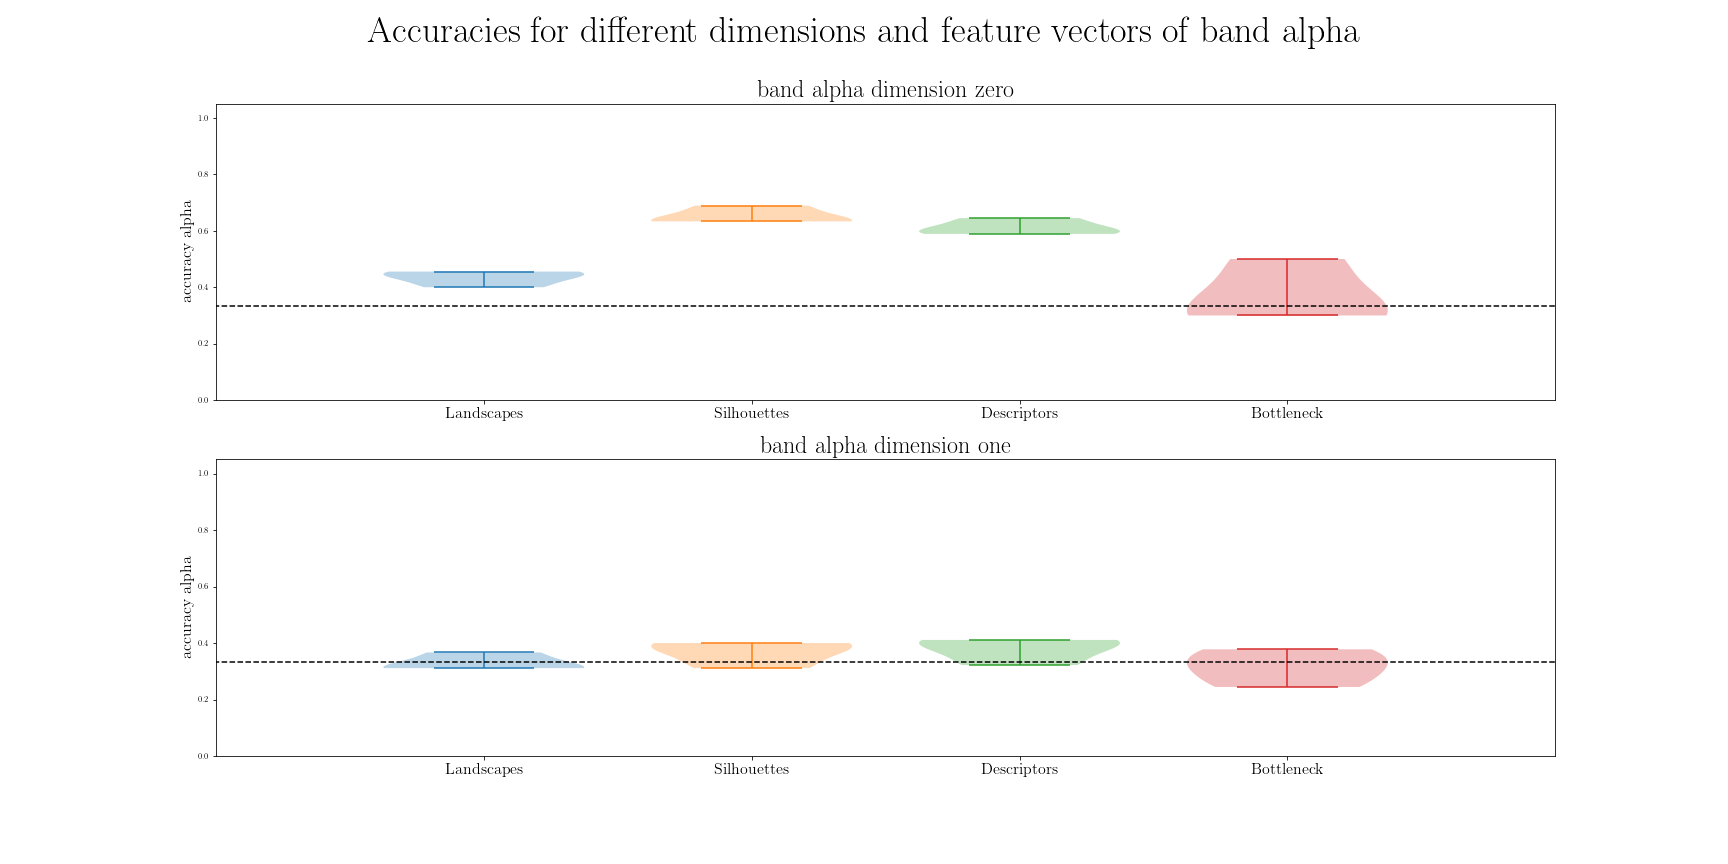 Accuracies for different dimensions and feature vectors of band alpha
band alpha dimension zero
1.0
0.8
0.6
0.4
0.2
0.0
accuracy alpha
Landscapes Silhouettes Descriptors Bottleneck
band alpha dimension one
1.0
0.8
0.6
0.4
0.2
0.0
accuracy alpha
Landscapes Silhouettes Descriptors Bottleneck